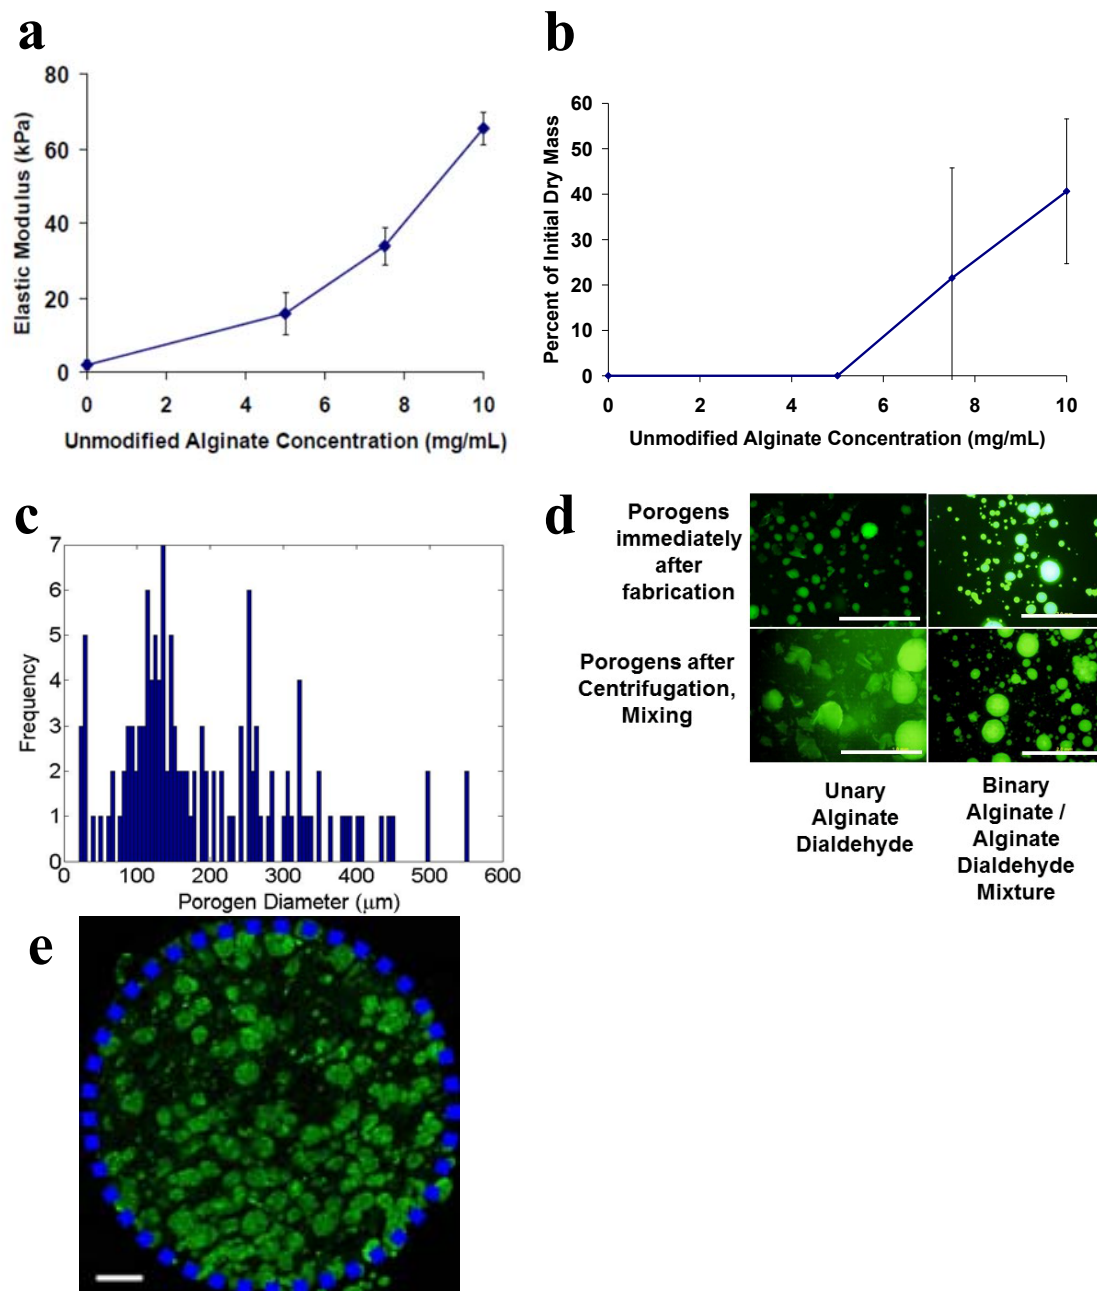 a
80
60
40
20
0
Elastic Modulus (kPa)
0 2 4 6 8 10
Unmodified Alginate Concentration (mg/mL)
b
60
50
40
30
20
10
0
Percent of Initial Dry Mass
0 2 4 6 8 10
Unmodified Alginate Concentration (mg/mL)
c
7
6
5
4
3
2
1
0
Frequency
0 100 200 300 400 500 600
Porogen Diameter (μm)
d
Porogens
immediately
after
fabrication
Porogens after
Centrifugation,
Mixing
Unary
Alginate
Dialdehyde
Binary
Alginate /
Alginate
Dialdehyde
Mixture
e